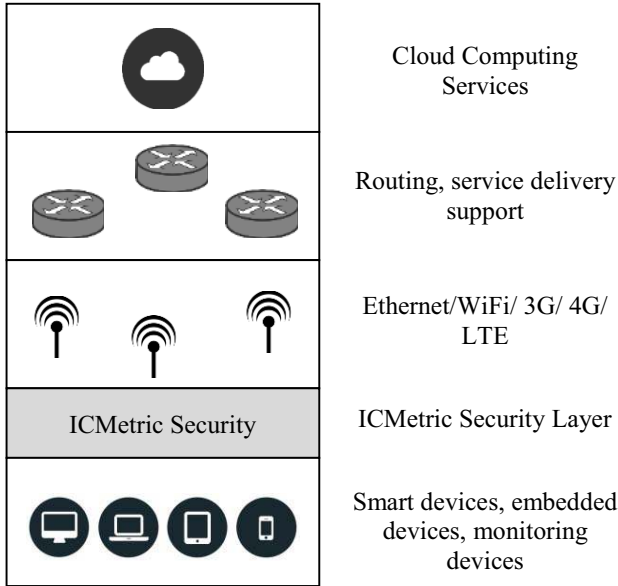 Cloud Computing
Services
Routing, service delivery
support
Ethernet/WiFi/ 3G/ 4G/
LTE
ICMetric Security
ICMetric Security Layer
Smart devices, embedded
devices, monitoring
devices